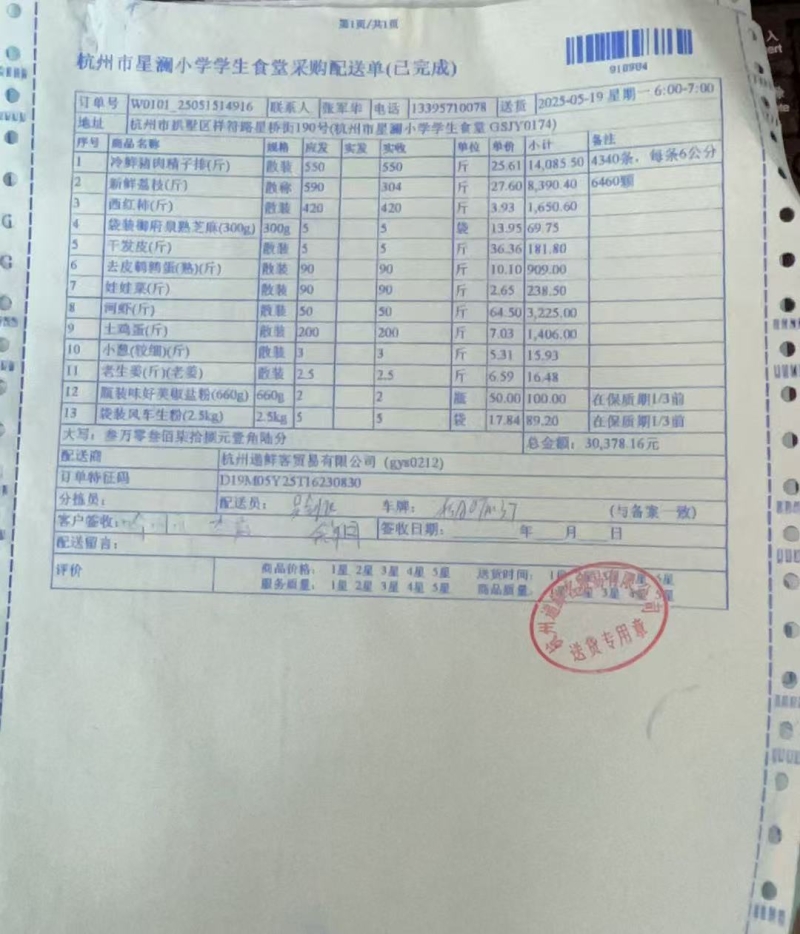 第1页/共1页
杭州市星澜小学学生食堂采购配送单(已完成)
010904
订单号 W0101_25051514916 联系人 张军华 电话 13395710078 送货 2025-05-19 星期一 6:00-7:00
地址 杭州市拱墅区祥符路星桥街190号(杭州市星澜小学学生食堂 GSJY0174)
序号 商品名称 规格 应发 实发 实收 单位 单价 小计 备注
1 冷鲜猪肉精子排(斤) 散装 550 550 斤 25.61 14,085.50 4340条，每条6公分
2 新鲜荔枝(斤) 散称 590 304 斤 27.60 8,390.40 6460颗
3 西红柿(斤) 散装 420 420 斤 3.93 1,650.60
4 袋装御府泉熟芝麻(300g) 300g 5 5 袋 13.95 69.75
5 干发皮(斤) 散装 5 5 斤 36.36 181.80
6 去皮鹌鹑蛋(熟)(斤) 散装 90 90 斤 10.10 909.00
7 娃娃菜(斤) 散装 90 90 斤 2.65 238.50
8 河虾(斤) 散装 50 50 斤 64.50 3,225.00
9 土鸡蛋(斤) 散装 200 200 斤 7.03 1,406.00
10 小葱(较细)(斤) 散装 3 3 斤 5.31 15.93
11 老生姜(斤)(老姜) 散装 2.5 2.5 斤 6.59 16.48
12 瓶装味好美椒盐粉(660g) 660g 2 2 瓶 50.00 100.00 在保质期1/3前
13 袋装风车生粉(2.5kg) 2.5kg 5 5 袋 17.84 89.20 在保质期1/3前
大写：叁万零叁佰柒拾捌元壹角陆分 总金额：30,378.16元
配送商 杭州通鲜客贸易有限公司 (gys0212)
订单特征码 D19M05Y25T16230830
分拣员： 配送员： 车牌： (与备案一致)
客户签收： 签收日期： 年 月 日
配送留言：
评价 商品价格： 1星 2星 3星 4星 5星 送货时间： 1星 5星
服务质量： 1星 2星 3星 4星 5星 商品质量： 3星
送货专用章